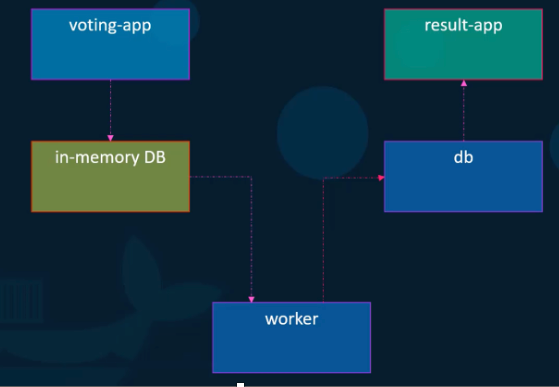 voting-app
result-app
in-memory DB
db
worker